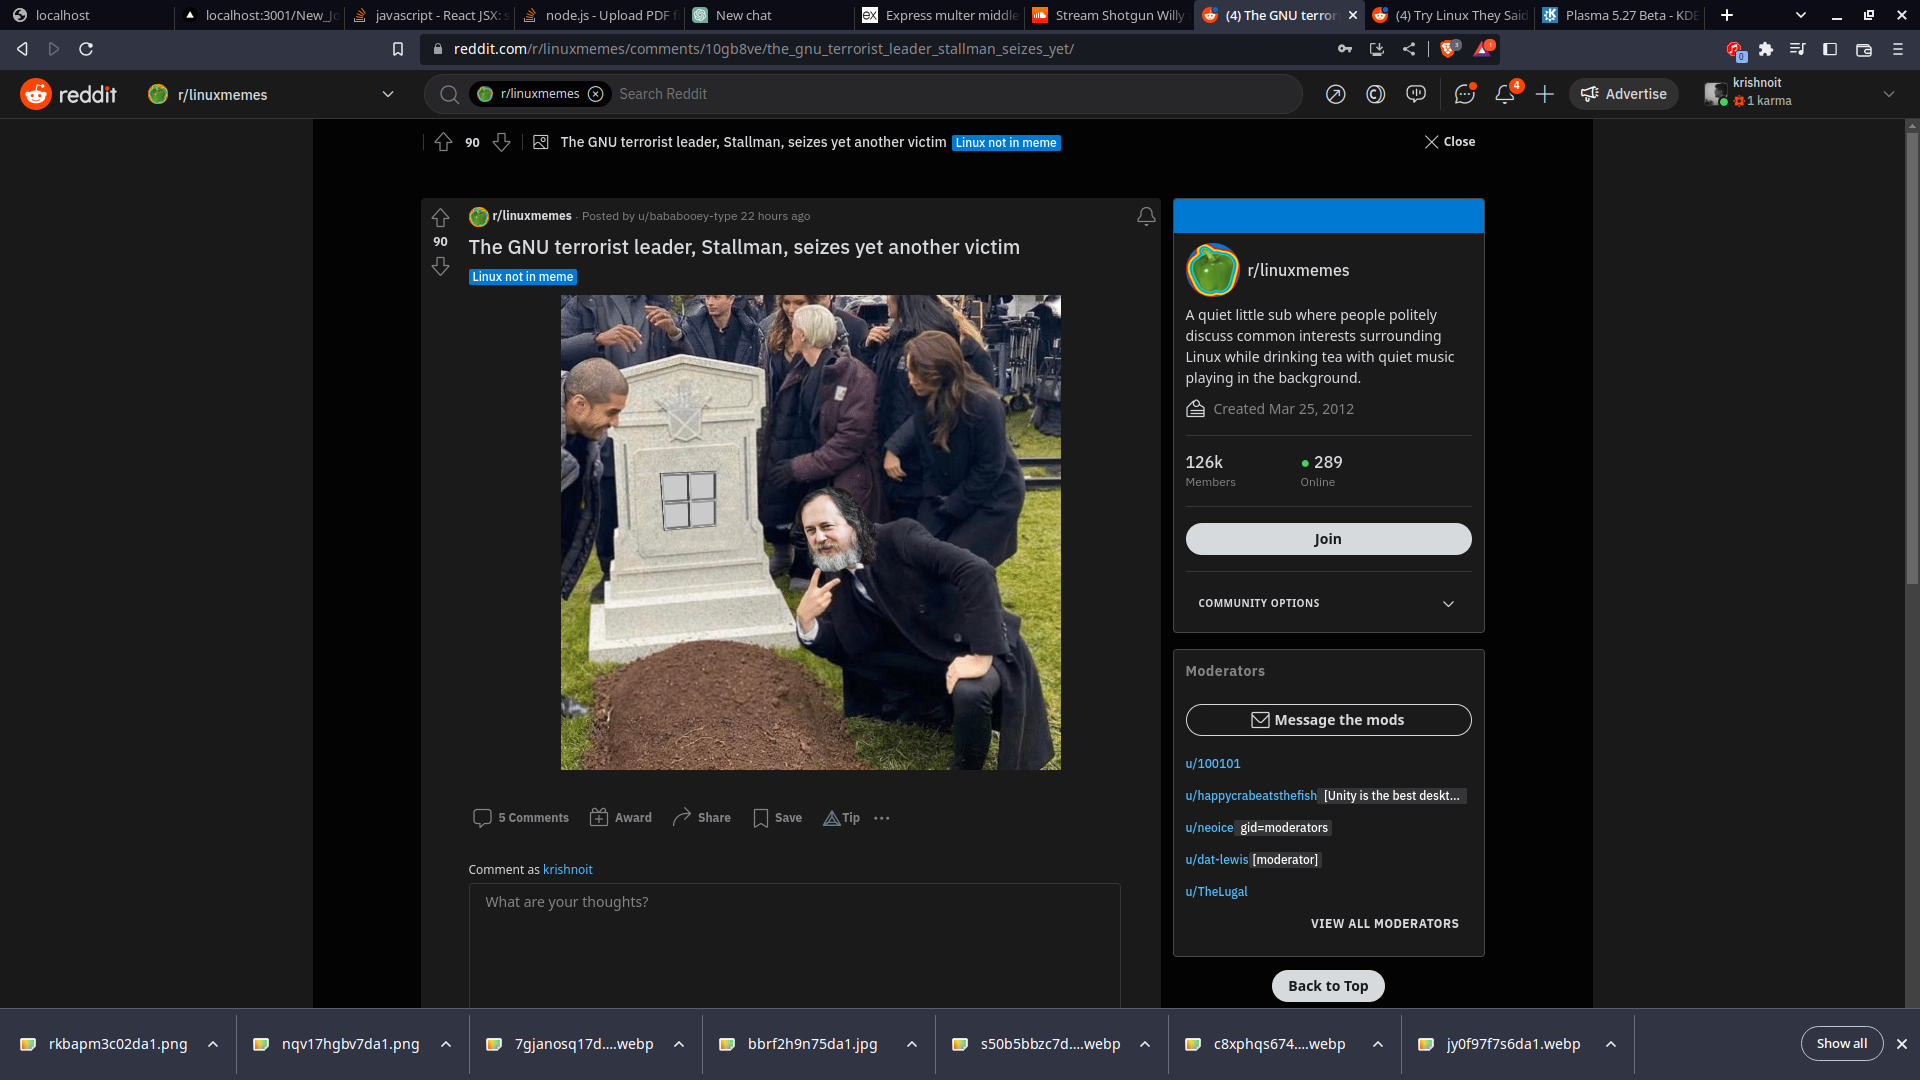 localhost
localhost:3001/New_Jo
javascript - React JSX: s
node.js - Upload PDF f
New chat
Express multer middle
Stream Shotgun Willy
(4) The GNU terror
(4) Try Linux They Said
Plasma 5.27 Beta - KDE
reddit.com/r/linuxmemes/comments/10gb8ve/the_gnu_terrorist_leader_stallman_seizes_yet/
reddit
r/linuxmemes
r/linuxmemes
Search Reddit
4
Advertise
krishnoit
1 karma
90
The GNU terrorist leader, Stallman, seizes yet another victim
Linux not in meme
Close
r/linuxmemes · Posted by u/bababooey-type 22 hours ago
90
The GNU terrorist leader, Stallman, seizes yet another victim
Linux not in meme
5 Comments
Award
Share
Save
Tip
Comment as krishnoit
What are your thoughts?
r/linuxmemes
A quiet little sub where people politely
discuss common interests surrounding
Linux while drinking tea with quiet music
playing in the background.
Created Mar 25, 2012
126k
289
Members
Online
Join
COMMUNITY OPTIONS
Moderators
Message the mods
u/100101
u/happycrabeatsthefish [Unity is the best deskt...
u/neoice gid=moderators
u/dat-lewis [moderator]
u/TheLugal
VIEW ALL MODERATORS
Back to Top
rkbapm3c02da1.png
nqv17hgbv7da1.png
7gjanosq17d....webp
bbrf2h9n75da1.jpg
s50b5bbzc7d....webp
c8xphqs674....webp
jy0f97f7s6da1.webp
Show all